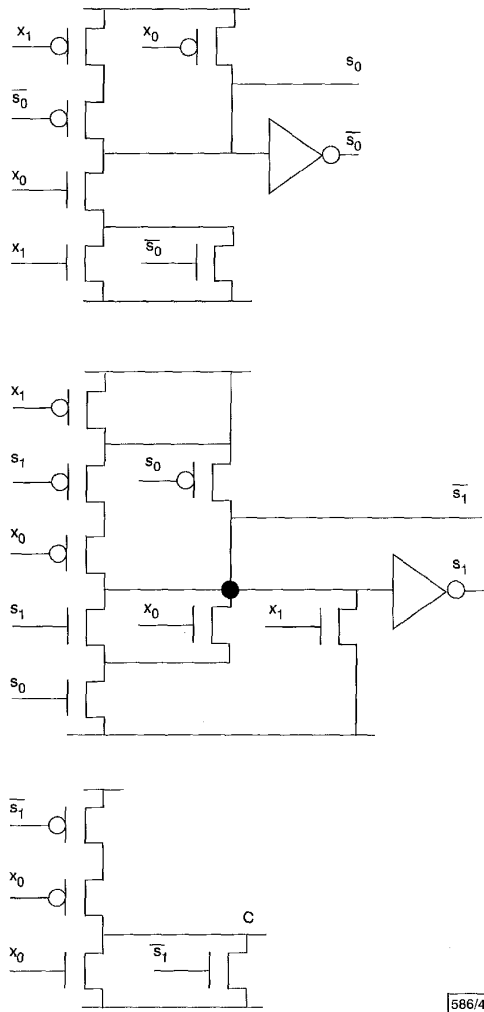 x₁
x₀
s₀
s̅₀
s̅₀
x₀
x₁
s̅₀
x₁
s₁
s₀
s̅₁
x₀
s₁
s₁
x₀
x₁
s₀
s̅₁
x₀
C
x₀
s̅₁
586/4